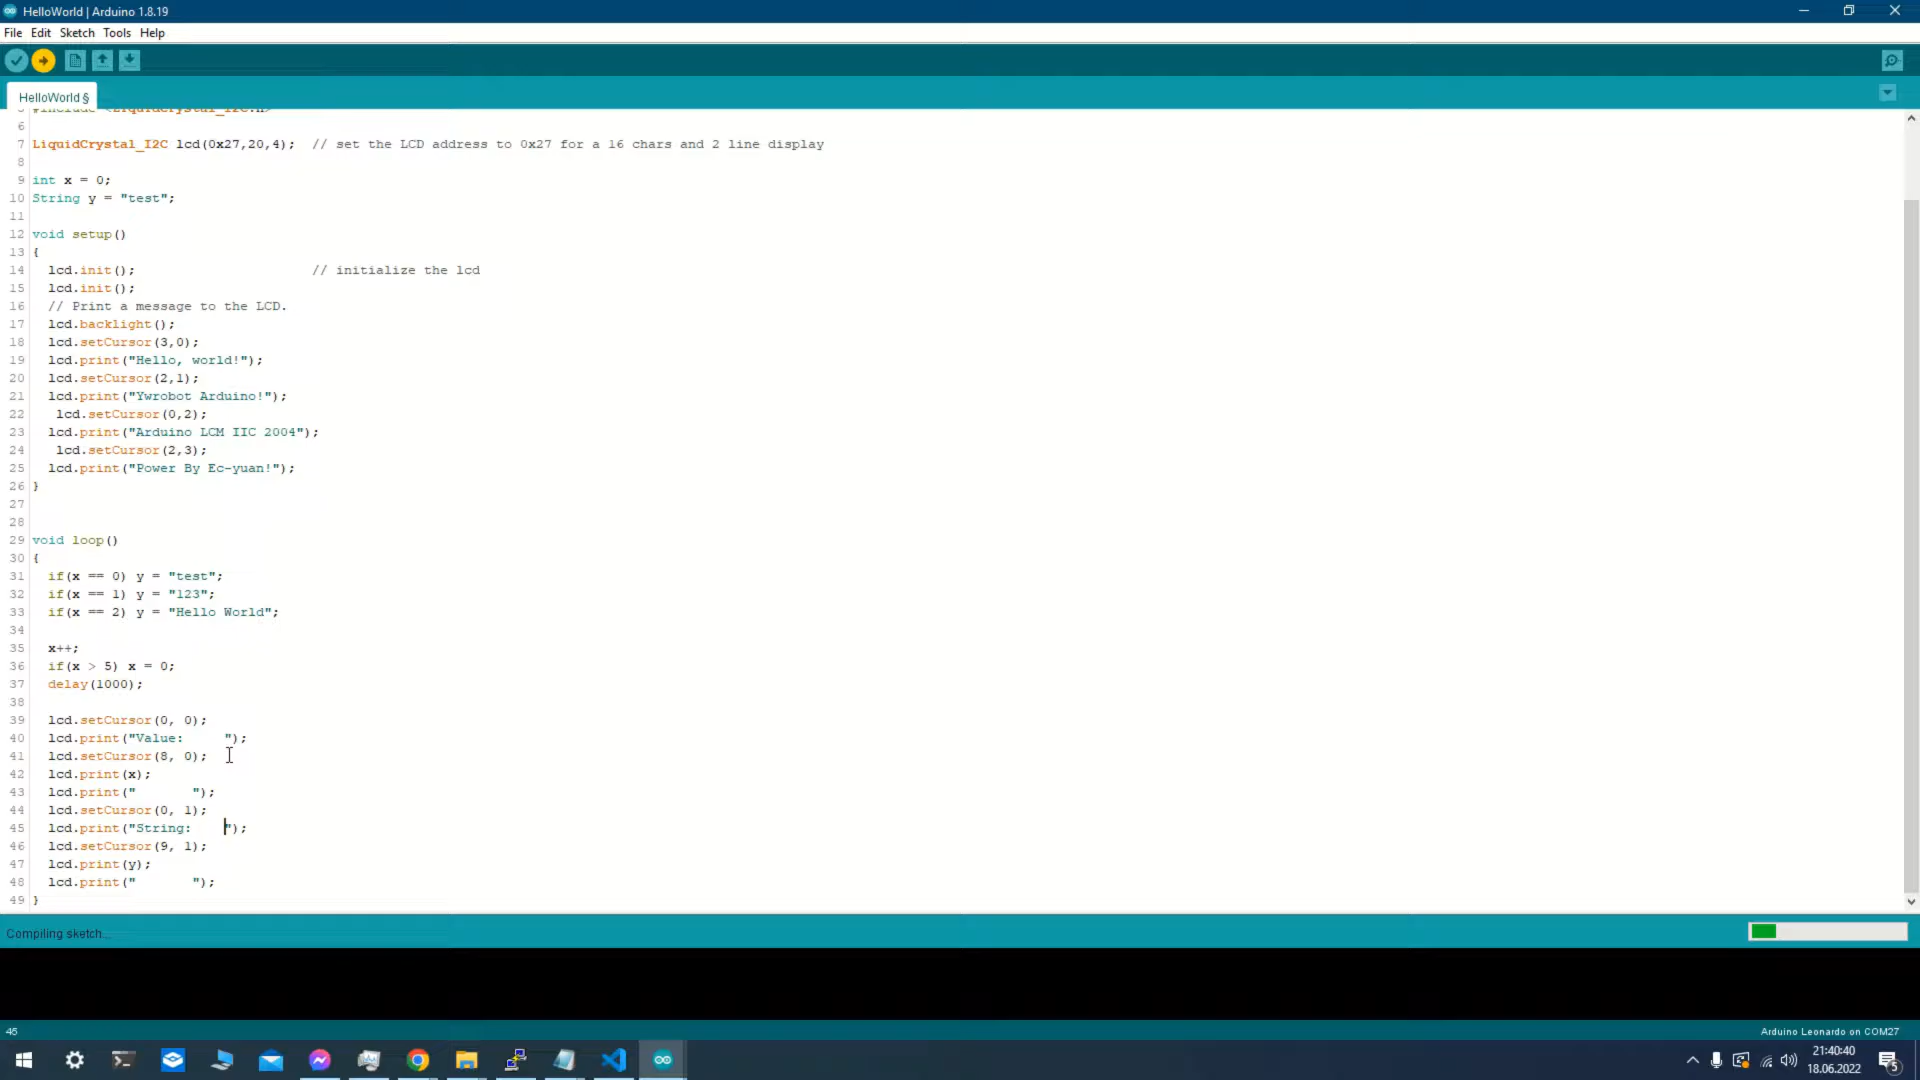 HelloWorld | Arduino 1.8.19
File Edit Sketch Tools Help
HelloWorld §
5 #include <LiquidCrystal_I2C.h>
6
7 LiquidCrystal_I2C lcd(0x27,20,4);  // set the LCD address to 0x27 for a 16 chars and 2 line display
8
9 int x = 0;
10 String y = "test";
11
12 void setup()
13 {
14   lcd.init();                      // initialize the lcd
15   lcd.init();
16   // Print a message to the LCD.
17   lcd.backlight();
18   lcd.setCursor(3,0);
19   lcd.print("Hello, world!");
20   lcd.setCursor(2,1);
21   lcd.print("Ywrobot Arduino!");
22    lcd.setCursor(0,2);
23   lcd.print("Arduino LCM IIC 2004");
24    lcd.setCursor(2,3);
25   lcd.print("Power By Ec-yuan!");
26 }
27
28
29 void loop()
30 {
31   if(x == 0) y = "test";
32   if(x == 1) y = "123";
33   if(x == 2) y = "Hello World";
34
35   x++;
36   if(x > 5) x = 0;
37   delay(1000);
38
39   lcd.setCursor(0, 0);
40   lcd.print("Value:     ");
41   lcd.setCursor(8, 0);
42   lcd.print(x);
43   lcd.print("       ");
44   lcd.setCursor(0, 1);
45   lcd.print("String:    ");
46   lcd.setCursor(9, 1);
47   lcd.print(y);
48   lcd.print("       ");
49 }
Compiling sketch...
45 Arduino Leonardo on COM27
21:40:40
18.06.2022
5